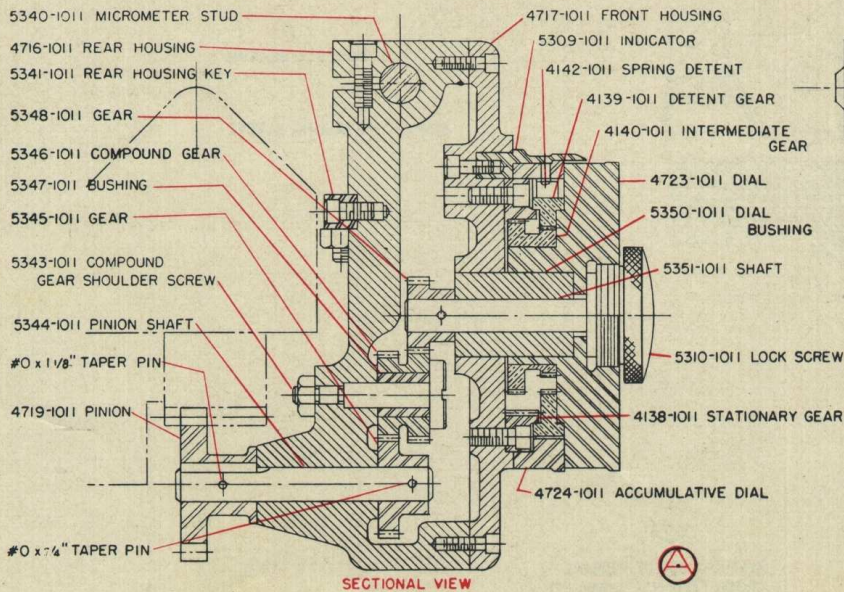 5340-1011 MICROMETER STUD
4716-1011 REAR HOUSING
5341-1011 REAR HOUSING KEY
5348-1011 GEAR
5346-1011 COMPOUND GEAR
5347-1011 BUSHING
5345-1011 GEAR
5343-1011 COMPOUND
GEAR SHOULDER SCREW
5344-1011 PINION SHAFT
#0 x 1 1/8" TAPER PIN
4719-1011 PINION
#0 x 7/4" TAPER PIN
4717-1011 FRONT HOUSING
5309-1011 INDICATOR
4142-1011 SPRING DETENT
4139-1011 DETENT GEAR
4140-1011 INTERMEDIATE
GEAR
4723-1011 DIAL
5350-1011 DIAL
BUSHING
5351-1011 SHAFT
5310-1011 LOCK SCREW
4138-1011 STATIONARY GEAR
4724-1011 ACCUMULATIVE DIAL
SECTIONAL VIEW
A